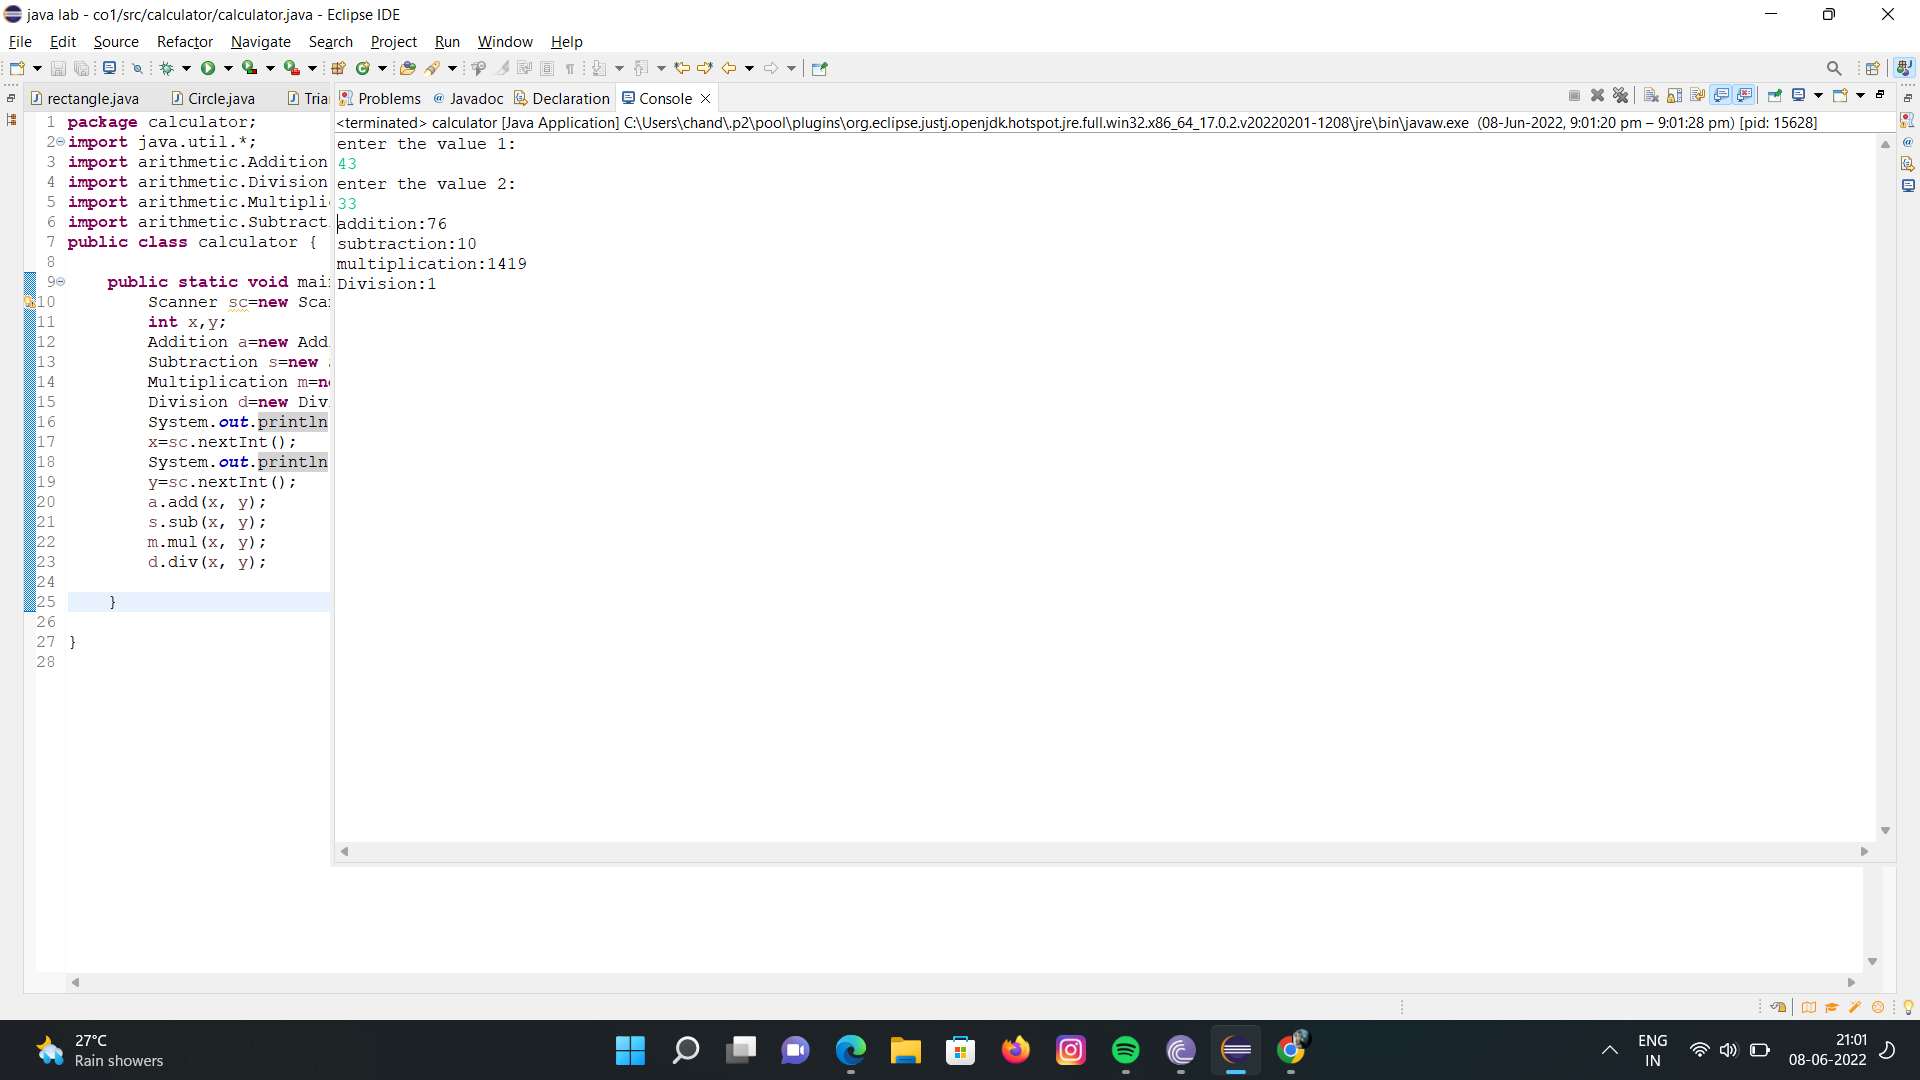 java lab - co1/src/calculator/calculator.java - Eclipse IDE
File Edit Source Refactor Navigate Search Project Run Window Help
rectangle.java Circle.java Tria
Problems @ Javadoc Declaration Console
<terminated> calculator [Java Application] C:\Users\chand\.p2\pool\plugins\org.eclipse.justj.openjdk.hotspot.jre.full.win32.x86_64_17.0.2.v20220201-1208\jre\bin\javaw.exe (08-Jun-2022, 9:01:20 pm – 9:01:28 pm) [pid: 15628]
1 package calculator;
2 import java.util.*;
3 import arithmetic.Addition
4 import arithmetic.Division
5 import arithmetic.Multipli
6 import arithmetic.Subtract
7 public class calculator {
8
9 public static void mai
10 Scanner sc=new Sca
11 int x,y;
12 Addition a=new Add
13 Subtraction s=new
14 Multiplication m=n
15 Division d=new Div
16 System.out.println
17 x=sc.nextInt();
18 System.out.println
19 y=sc.nextInt();
20 a.add(x, y);
21 s.sub(x, y);
22 m.mul(x, y);
23 d.div(x, y);
24
25 }
26
27 }
28
enter the value 1:
43
enter the value 2:
33
addition:76
subtraction:10
multiplication:1419
Division:1
27°C
Rain showers
ENG
IN
21:01
08-06-2022